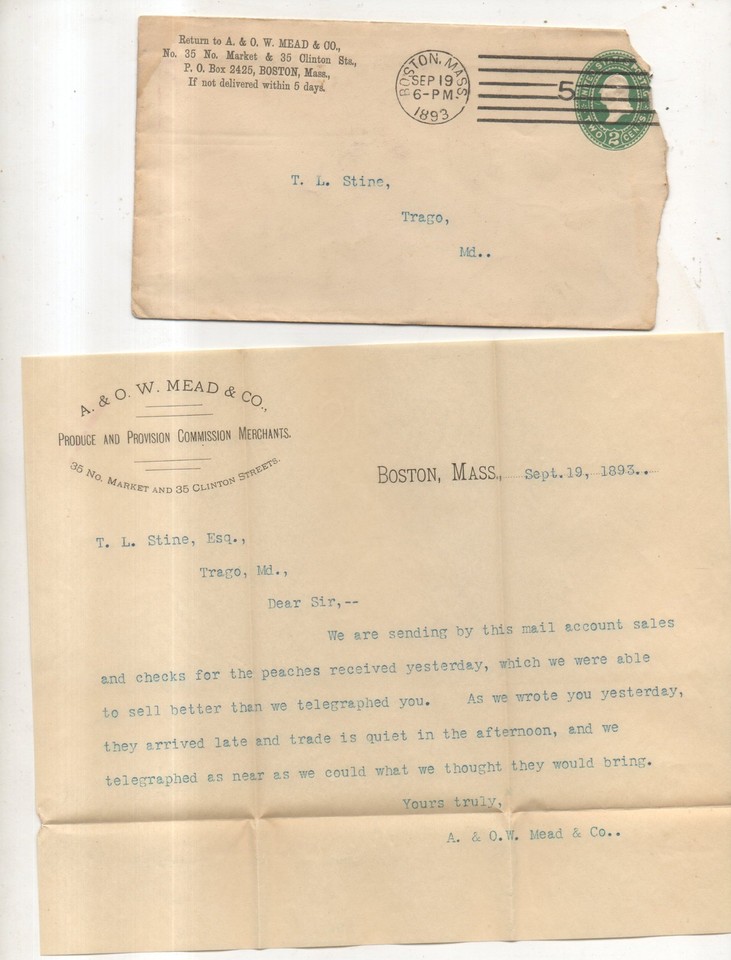 Return to A. & O. W. MEAD & CO.,
No. 35 No. Market & 35 Clinton Sts.,
P. O. Box 2425, BOSTON, Mass.,
If not delivered within 5 days.
BOSTON, MASS.
SEP 19
6-PM
1893
5
UNITED STATES
TWO 2 CENTS
T. L. Stine,
Trago,
Md..
A. & O. W. MEAD & CO.,
PRODUCE AND PROVISION COMMISSION MERCHANTS.
35 NO. MARKET AND 35 CLINTON STREETS.
BOSTON, MASS., Sept.19, 1893..
T. L. Stine, Esq.,
Trago, Md.,
Dear Sir,--
We are sending by this mail account sales
and checks for the peaches received yesterday, which we were able
to sell better than we telegraphed you. As we wrote you yesterday,
they arrived late and trade is quiet in the afternoon, and we
telegraphed as near as we could what we thought they would bring.
Yours truly,
A. & O.W. Mead & Co..